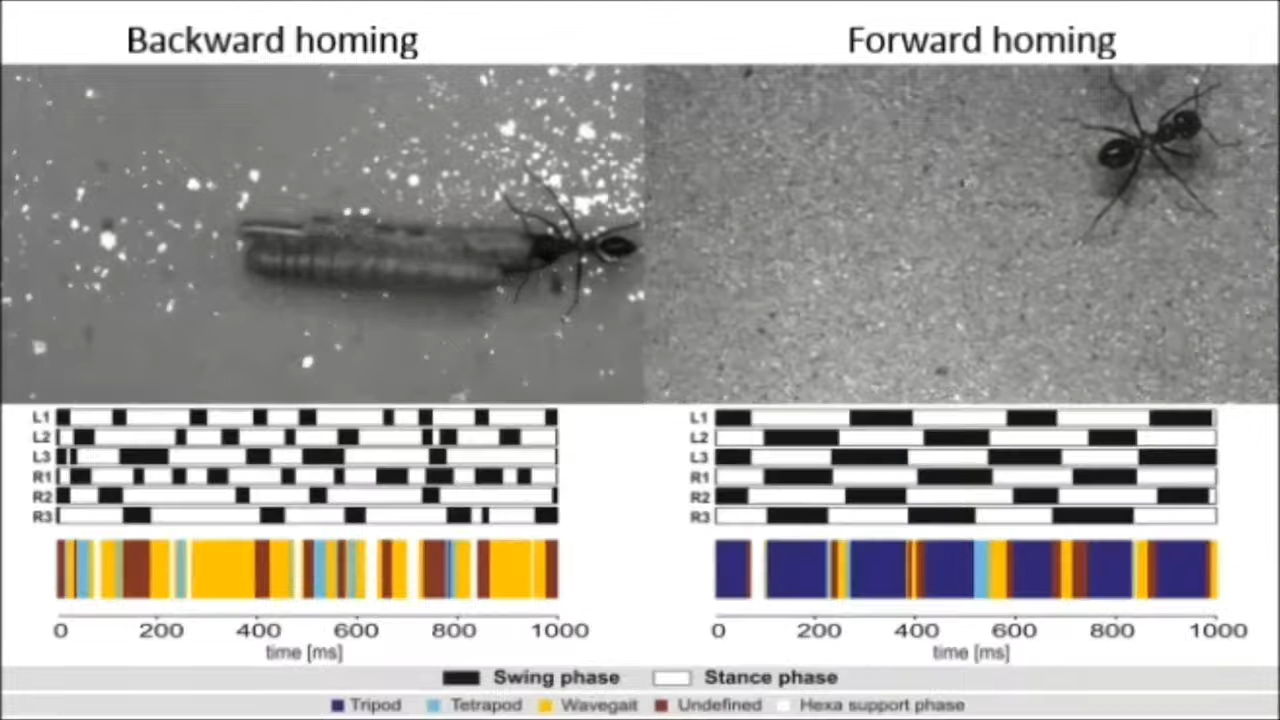 Backward homing
Forward homing
L1
L2
L3
R1
R2
R3
0 200 400 600 800 1000
time [ms]
L1
L2
L3
R1
R2
R3
0 200 400 600 800 1000
time [ms]
Swing phase Stance phase
Tripod Tetrapod Wavegait Undefined Hexa support phase